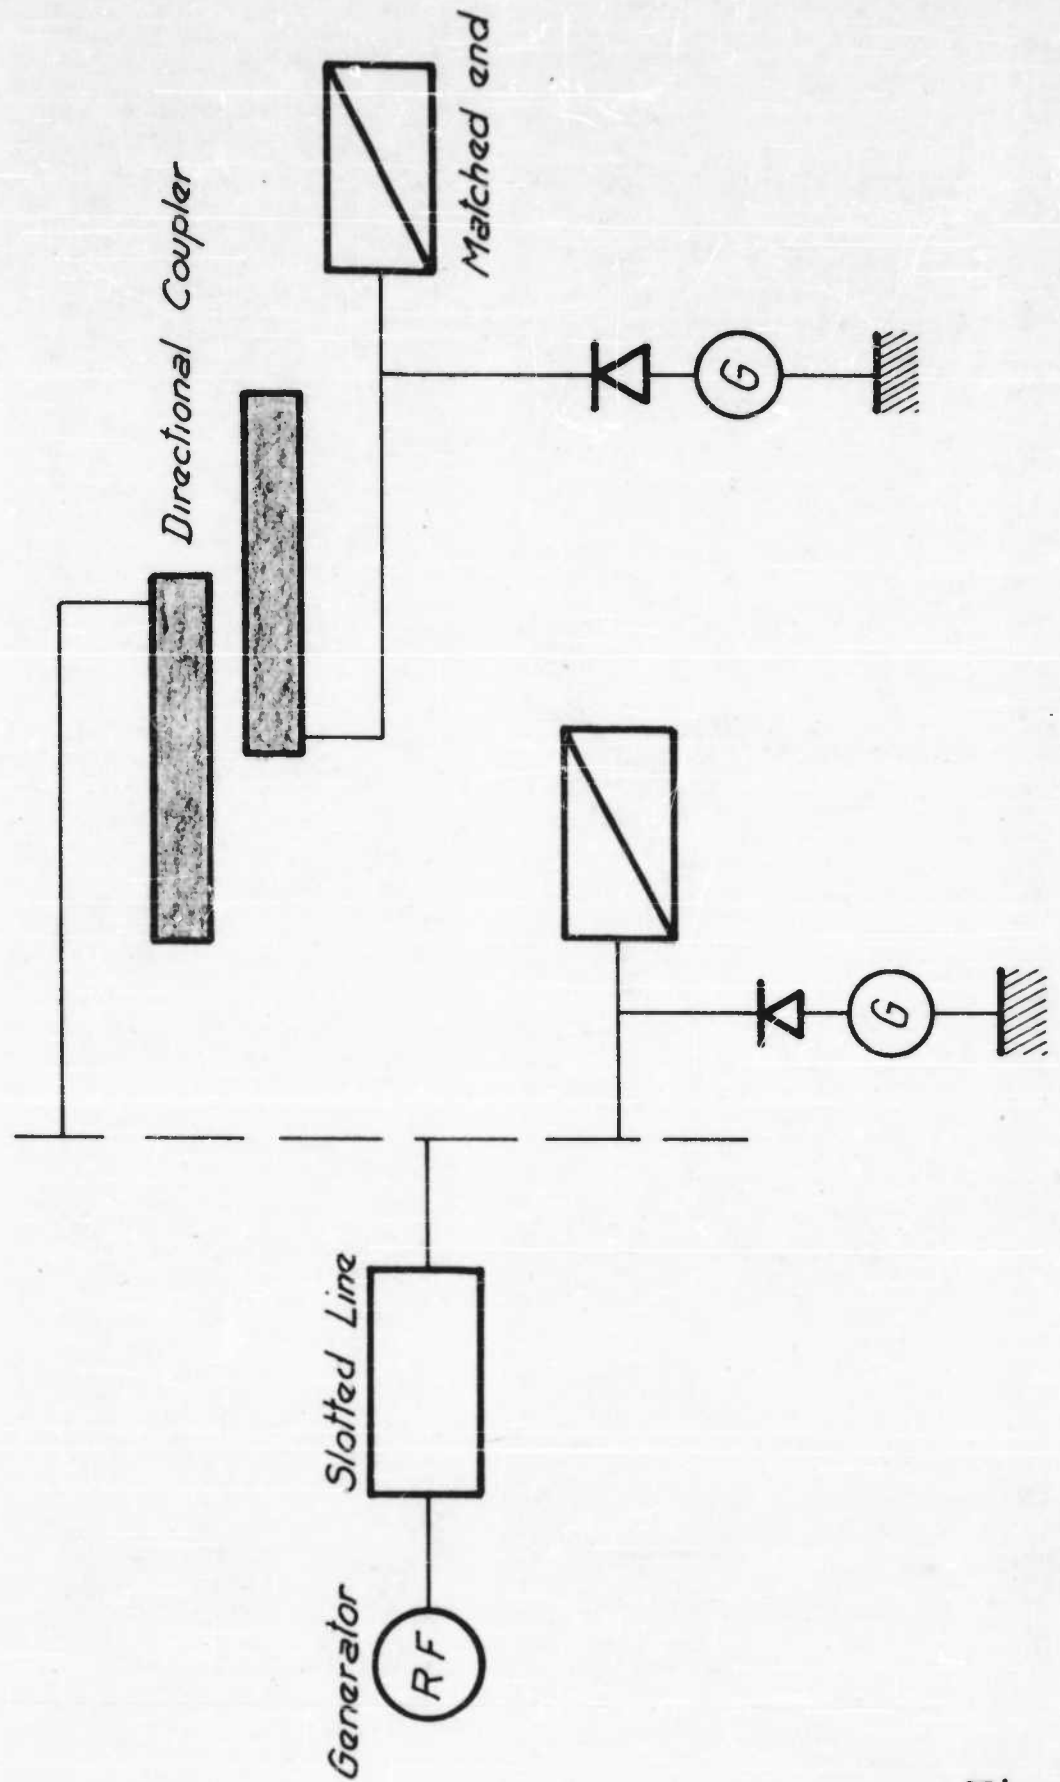 Generator
RF
Slotted Line
Directional Coupler
Matched end
G
G